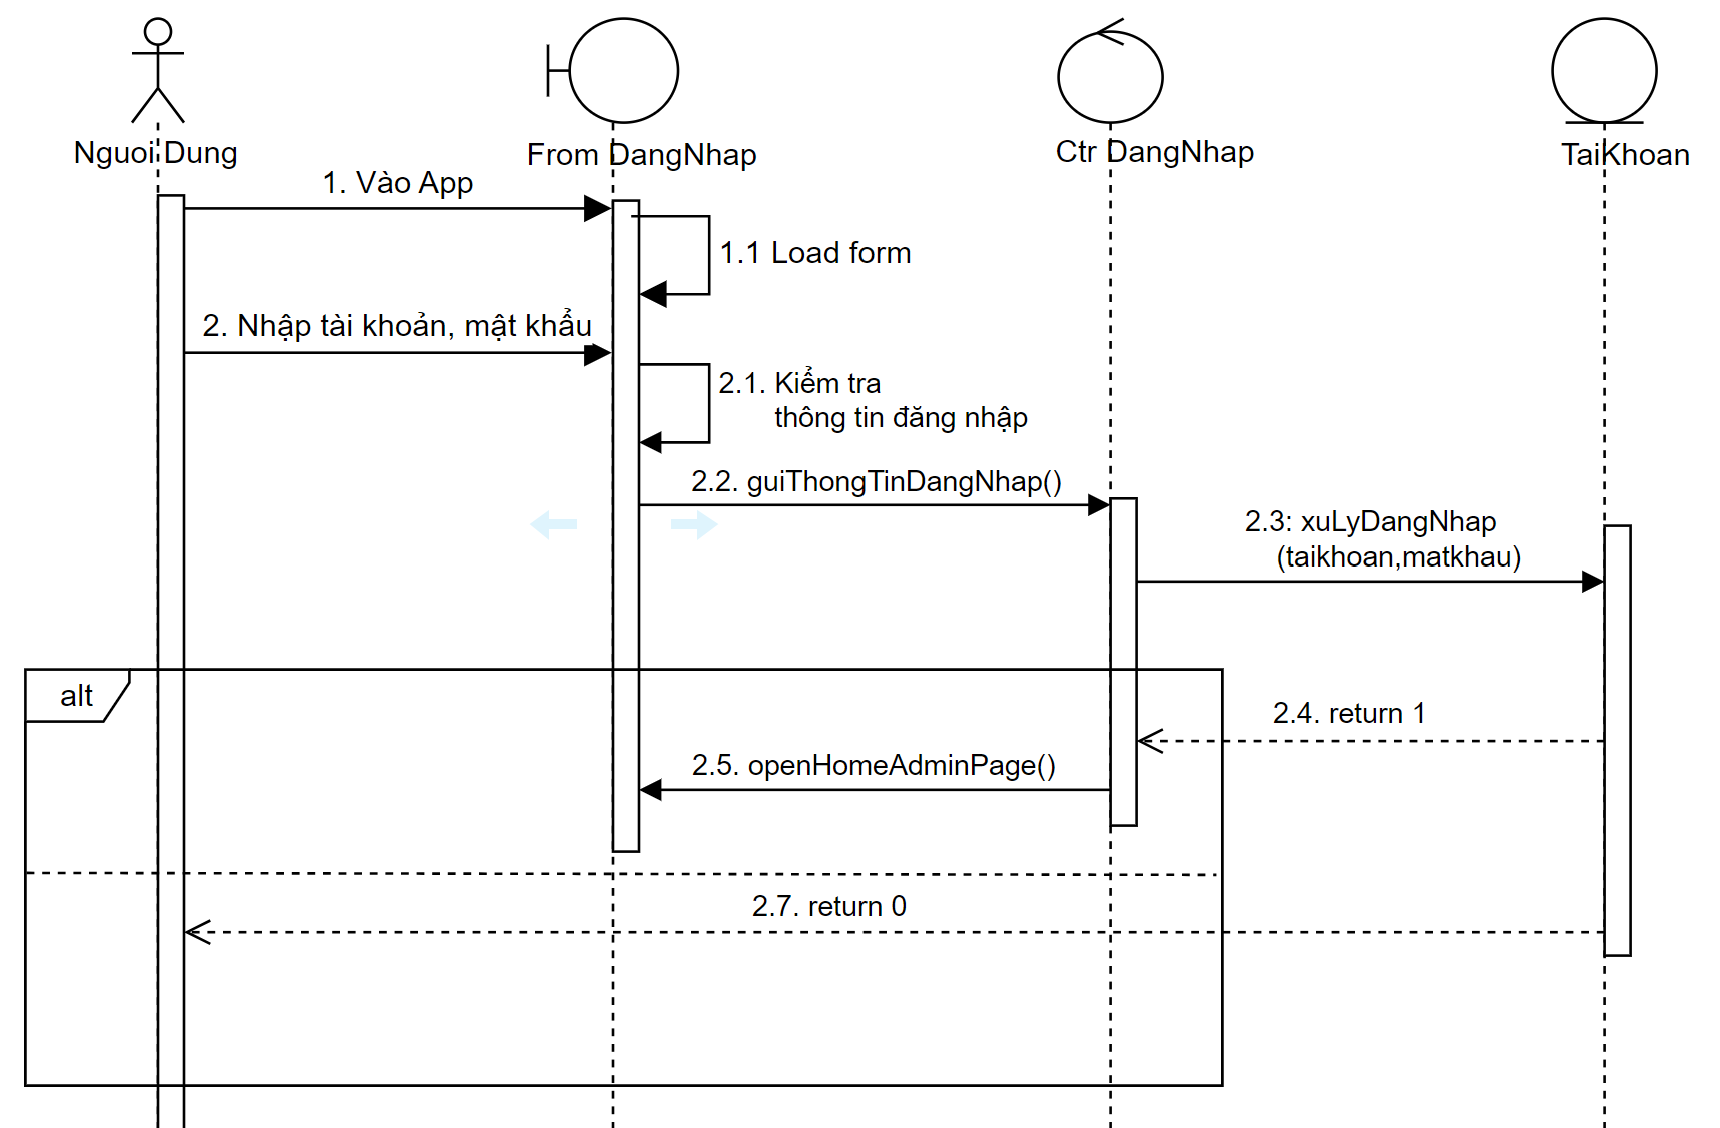 Nguoi Dung
From DangNhap
Ctr DangNhap
TaiKhoan
1. Vào App
1.1 Load form
2. Nhập tài khoản, mật khẩu
2.1. Kiểm tra
thông tin đăng nhập
2.2. guiThongTinDangNhap()
2.3: xuLyDangNhap
(taikhoan,matkhau)
alt
2.4. return 1
2.5. openHomeAdminPage()
2.7. return 0